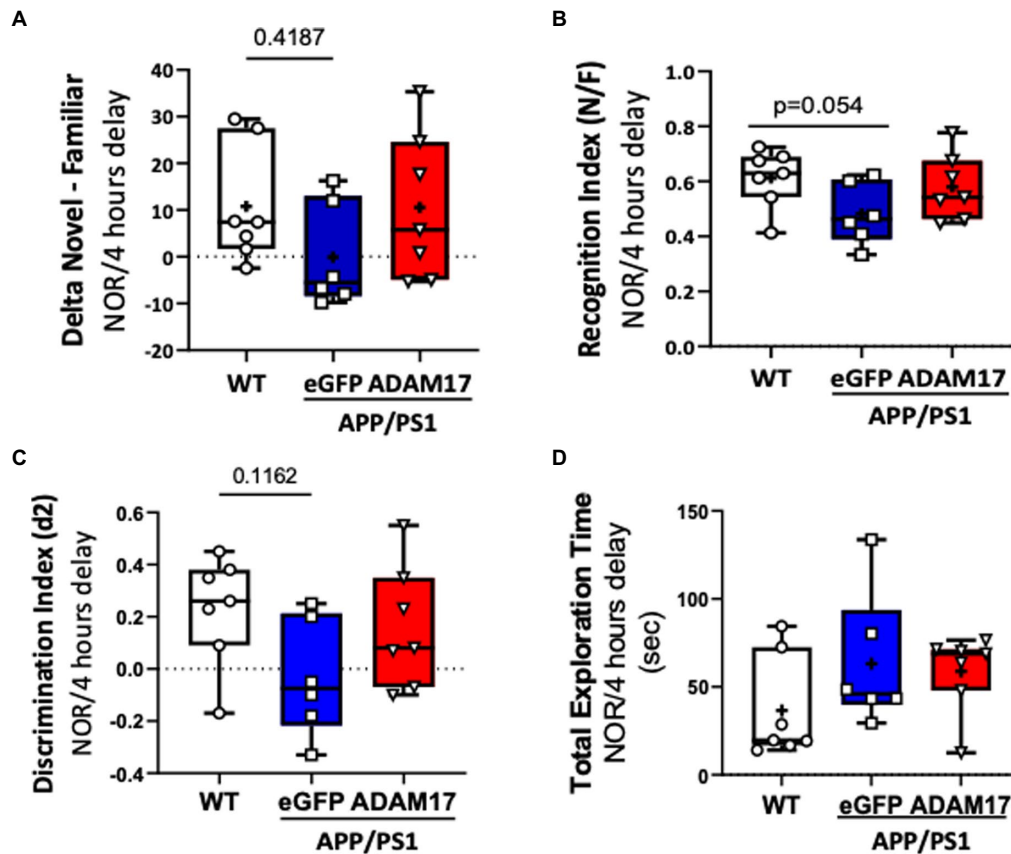 A
0.4187
Delta Novel - Familiar
NOR/4 hours delay
40
30
20
10
0
-10
-20
WT
eGFP ADAM17
APP/PS1
B
p=0.054
Recognition Index (N/F)
NOR/4 hours delay
1.0
0.8
0.6
0.4
0.2
0.0
WT
eGFP ADAM17
APP/PS1
C
0.1162
Discrimination Index (d2)
NOR/4 hours delay
0.6
0.4
0.2
0.0
-0.2
-0.4
WT
eGFP ADAM17
APP/PS1
D
Total Exploration Time
NOR/4 hours delay
(sec)
150
100
50
0
WT
eGFP ADAM17
APP/PS1